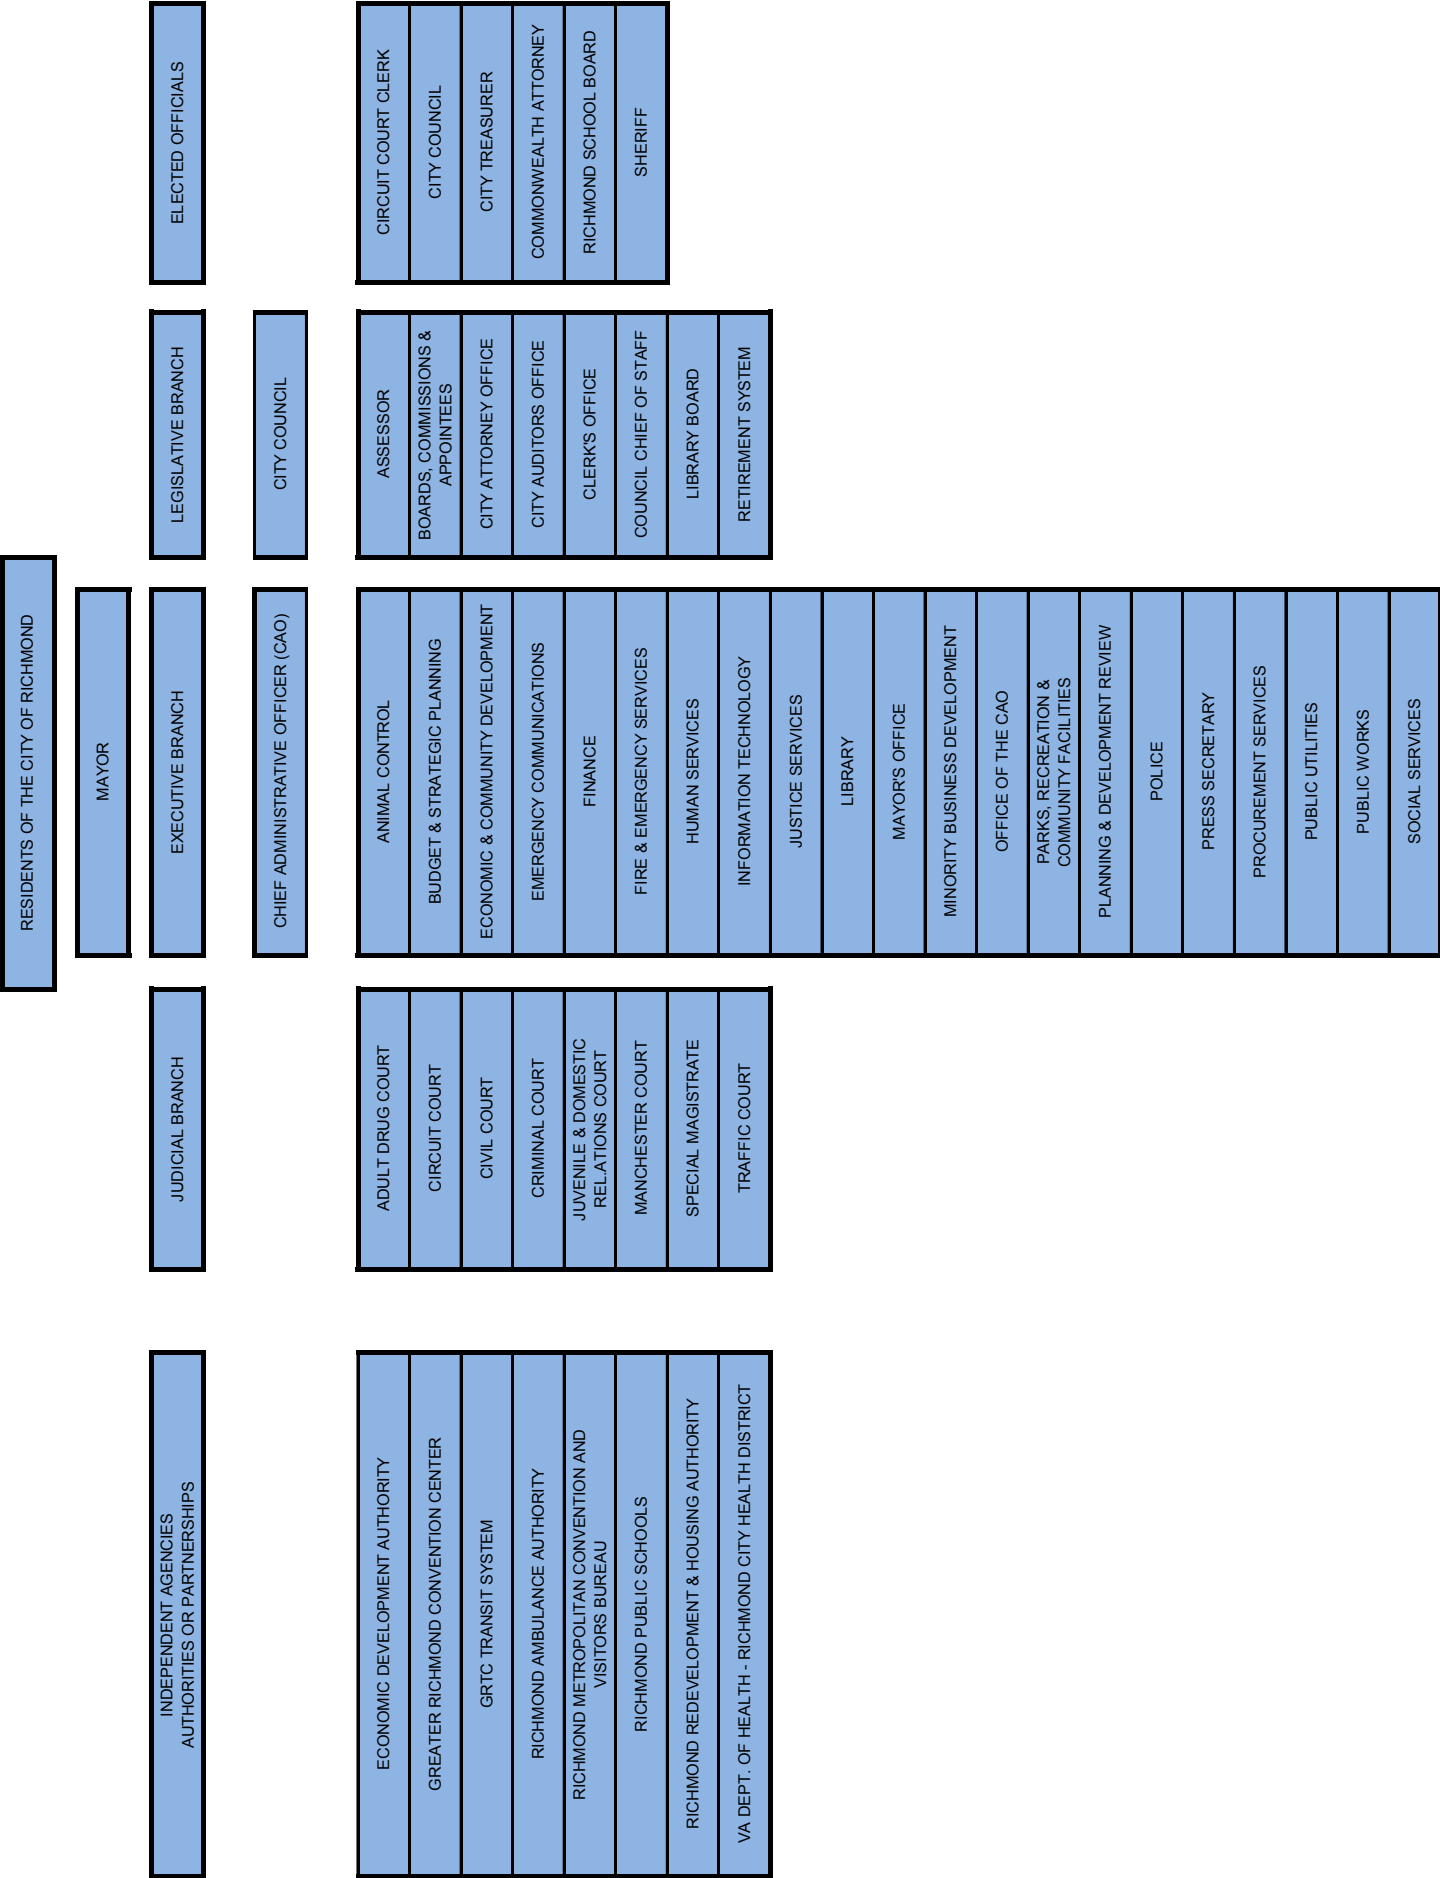 RESIDENTS OF THE CITY OF RICHMOND
MAYOR
INDEPENDENT AGENCIES
AUTHORITIES OR PARTNERSHIPS
JUDICIAL BRANCH
EXECUTIVE BRANCH
LEGISLATIVE BRANCH
ELECTED OFFICIALS
CHIEF ADMINISTRATIVE OFFICER (CAO)
CITY COUNCIL
ECONOMIC DEVELOPMENT AUTHORITY
GREATER RICHMOND CONVENTION CENTER
GRTC TRANSIT SYSTEM
RICHMOND AMBULANCE AUTHORITY
RICHMOND METROPOLITAN CONVENTION AND
VISITORS BUREAU
RICHMOND PUBLIC SCHOOLS
RICHMOND REDEVELOPMENT & HOUSING AUTHORITY
VA DEPT. OF HEALTH - RICHMOND CITY HEALTH DISTRICT
ADULT DRUG COURT
CIRCUIT COURT
CIVIL COURT
CRIMINAL COURT
JUVENILE & DOMESTIC
RELATIONS COURT
MANCHESTER COURT
SPECIAL MAGISTRATE
TRAFFIC COURT
ANIMAL CONTROL
BUDGET & STRATEGIC PLANNING
ECONOMIC & COMMUNITY DEVELOPMENT
EMERGENCY COMMUNICATIONS
FINANCE
FIRE & EMERGENCY SERVICES
HUMAN SERVICES
INFORMATION TECHNOLOGY
JUSTICE SERVICES
LIBRARY
MAYOR'S OFFICE
MINORITY BUSINESS DEVELOPMENT
OFFICE OF THE CAO
PARKS, RECREATION &
COMMUNITY FACILITIES
PLANNING & DEVELOPMENT REVIEW
POLICE
PRESS SECRETARY
PROCUREMENT SERVICES
PUBLIC UTILITIES
PUBLIC WORKS
SOCIAL SERVICES
ASSESSOR
BOARDS, COMMISSIONS &
APPOINTEES
CITY ATTORNEY OFFICE
CITY AUDITORS OFFICE
CLERK'S OFFICE
COUNCIL CHIEF OF STAFF
LIBRARY BOARD
RETIREMENT SYSTEM
CIRCUIT COURT CLERK
CITY COUNCIL
CITY TREASURER
COMMONWEALTH ATTORNEY
RICHMOND SCHOOL BOARD
SHERIFF